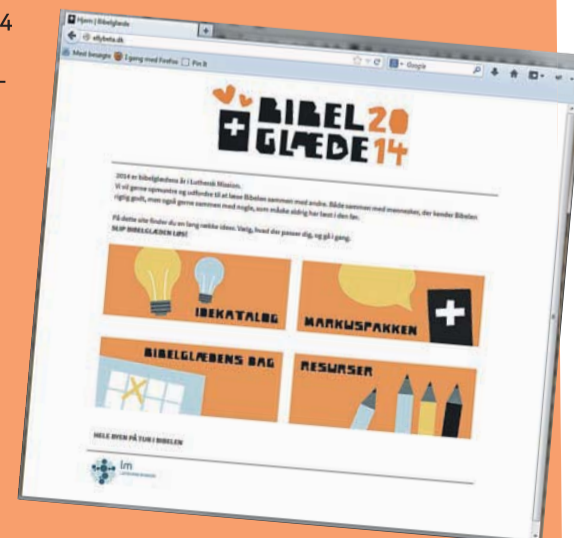 4
-
Hjem | Bibelglæde
ellybeta.dk
Google
Mest besøgte I gang med Firefox Pin It
BIBEL 20
GLÆDE 14
2014 er bibelglædens år i Luthersk Mission.
Vi vil gerne opmuntre og udfordre til at læse Bibelen sammen med andre. Både sammen med mennesker, der kender Bibelen
rigtig godt, men også gerne sammen med nogle, som måske aldrig har læst i den før.
På dette site finder du en lang række ideer. Vælg, hvad der passer dig, og gå i gang.
SLIP BIBELGLÆDEN LØS!
IDEKATALOG
MARKUSPAKKEN
BIBELGLÆDENS DAG
RESURSER
HELE BYEN PÅ TUR I BIBELEN
lm